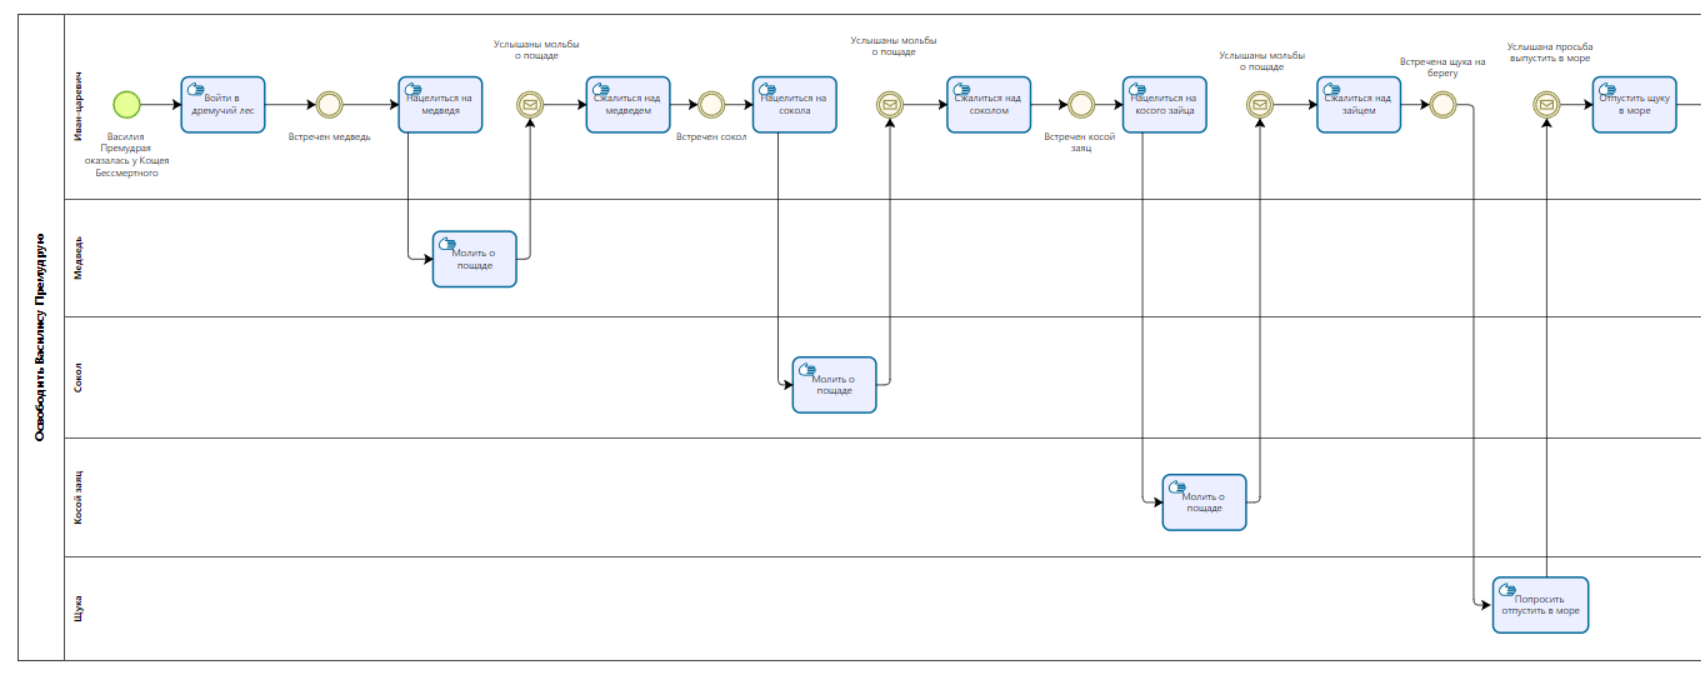 Освободить Василису Премудрую
Иван-царевич
Василия
Премудрая
оказалась у Кощея
Бессмертного
Войти в
дремучий лес
Встречен медведь
Нацелиться на
медведя
Услышаны мольбы
о пощаде
Сжалиться над
медведем
Встречен сокол
Нацелиться на
сокола
Услышаны мольбы
о пощаде
Сжалиться над
соколом
Встречен косой
заяц
Нацелиться на
косого зайца
Услышаны мольбы
о пощаде
Сжалиться над
зайцем
Встречена щука на
берегу
Услышана просьба
выпустить в море
Отпустить щуку
в море
Медведь
Молить о
пощаде
Сокол
Молить о
пощаде
Косой заяц
Молить о
пощаде
Щука
Попросить
отпустить в море